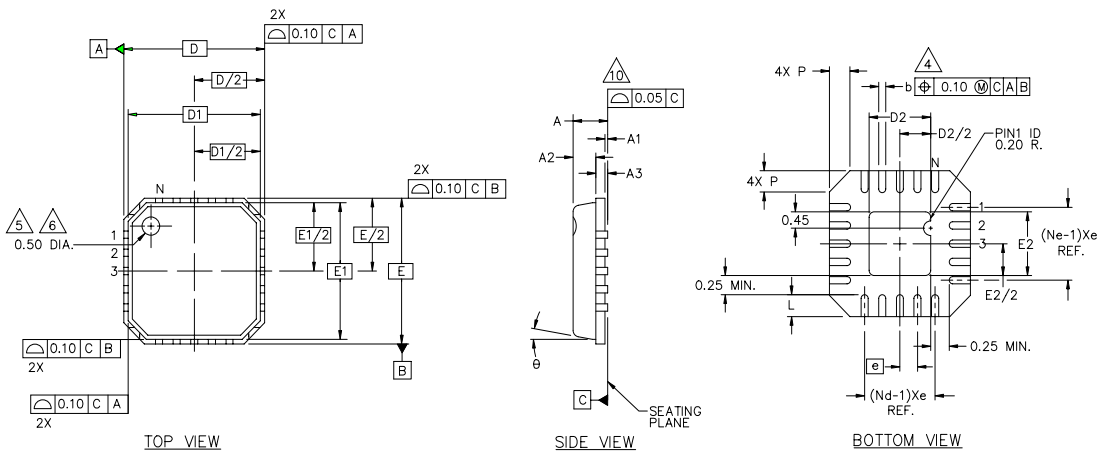 2X
0.10 C A
A
D
D/2
D1
D1/2
2X
0.10 C B
N
5 6
0.50 DIA.
1
2
3
E1/2
E/2
E1
E
B
0.10 C B
2X
0.10 C A
2X
TOP VIEW
10
0.05 C
A
A1
A2
A3
θ
C
SEATING
PLANE
SIDE VIEW
4
4X P
b ⌖ 0.10 Ⓜ C A B
D2
D2/2
PIN1 ID
0.20 R.
N
4X P
1
2
3
0.45
E2
(Ne-1)Xe
REF.
0.25 MIN.
E2/2
L
0.25 MIN.
e
(Nd-1)Xe
REF.
BOTTOM VIEW